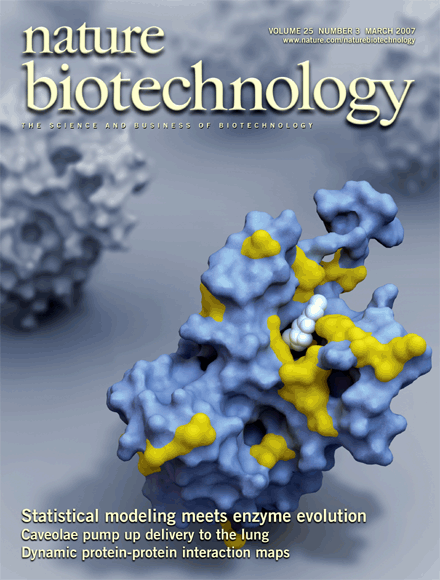 nature
VOLUME 25 NUMBER 3 MARCH 2007
www.nature.com/naturebiotechnology
biotechnology
THE SCIENCE AND BUSINESS OF BIOTECHNOLOGY
Statistical modeling meets enzyme evolution
Caveolae pump up delivery to the lung
Dynamic protein-protein interaction maps